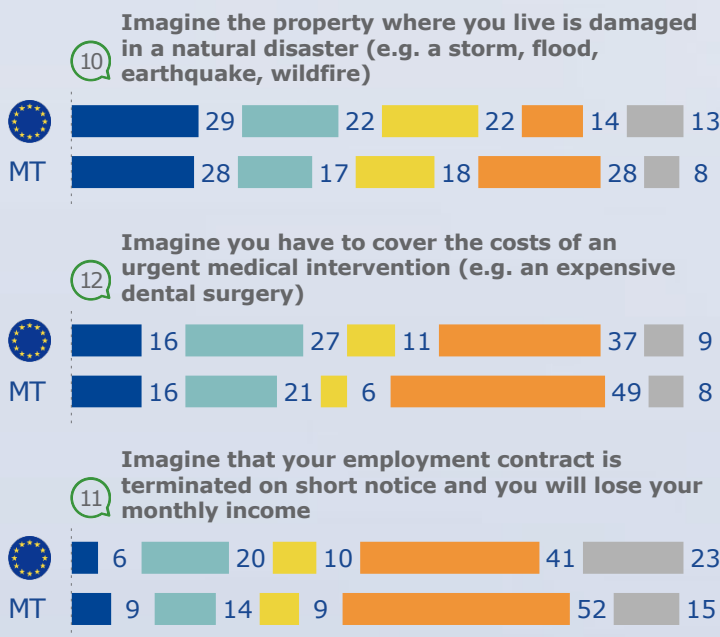 Imagine the property where you live is damaged
in a natural disaster (e.g. a storm, flood,
10
earthquake, wildfire)
29 22 22 14 13
MT 28 17 18 28 8
Imagine you have to cover the costs of an
urgent medical intervention (e.g. an expensive
12
dental surgery)
16 27 11 37 9
MT 16 21 6 49 8
Imagine that your employment contract is
terminated on short notice and you will lose your
11
monthly income
6 20 10 41 23
MT 9 14 9 52 15